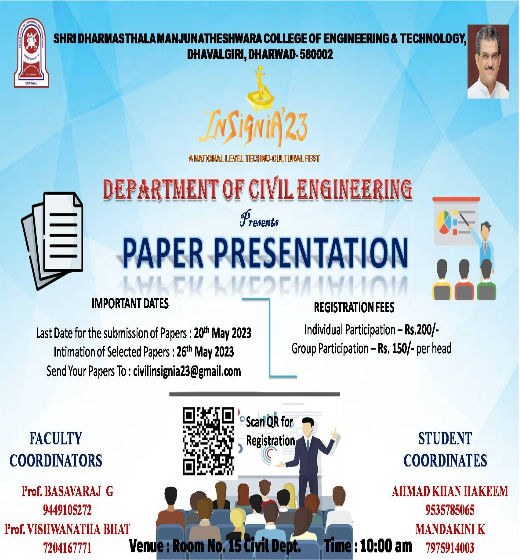 SHRI DHARMASTHALA MANJUNATHESHWARA COLLEGE OF ENGINEERING & TECHNOLOGY,
DHAVALGIRI, DHARWAD- 580002
INSIGNIA'23
A NATIONAL LEVEL TECHNO-CULTURAL FEST
DEPARTMENT OF CIVIL ENGINEERING
Presents
PAPER PRESENTATION
IMPORTANT DATES
Last Date for the submission of Papers : 20th May 2023
Intimation of Selected Papers : 26th May 2023
Send Your Papers To : civilinsignia23@gmail.com
REGISTRATION FEES
Individual Participation – Rs.200/-
Group Participation – Rs. 150/- per head
Scan QR for
Registration
FACULTY
COORDINATORS
Prof. BASAVARAJ G
9449105272
Prof. VISHWANATHA BHAT
7204167771
STUDENT
COORDINATES
AHMAD KHAN HAKEEM
9535785065
MANDAKINI K
7975914003
Venue : Room No. 15 Civil Dept. Time : 10:00 am